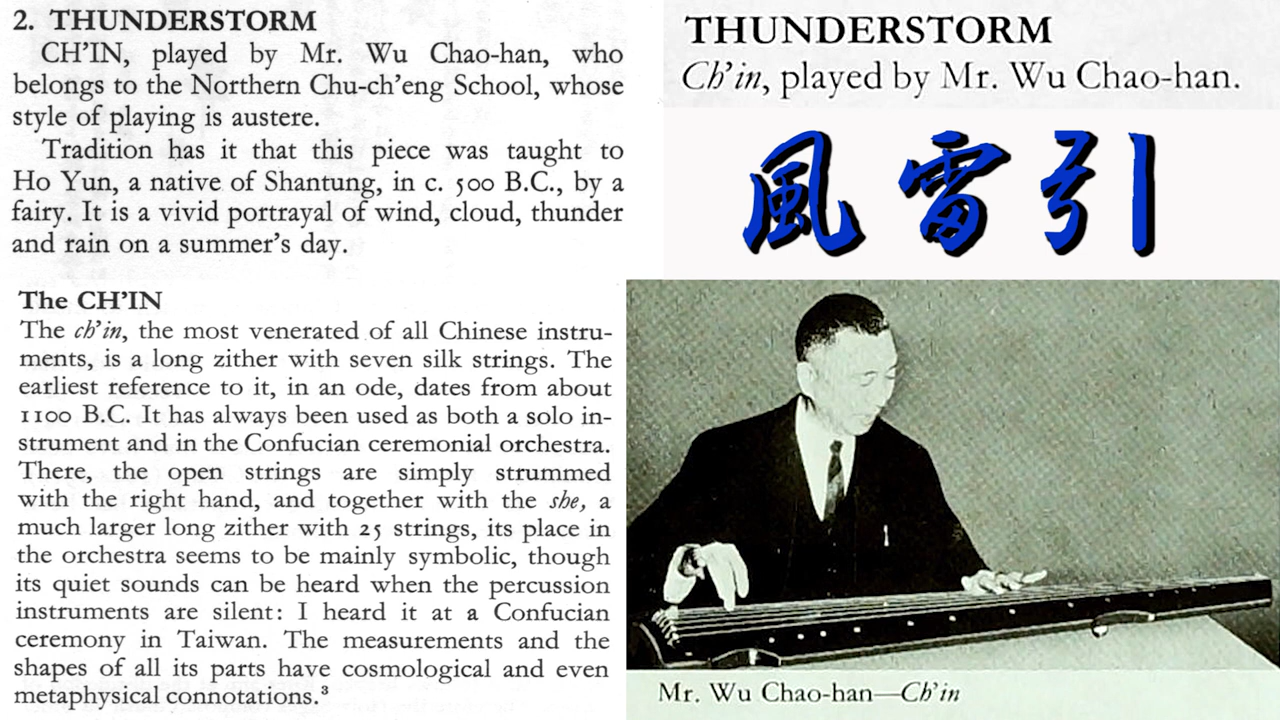 2. THUNDERSTORM
CH’IN, played by Mr. Wu Chao-han, who
belongs to the Northern Chu-ch’eng School, whose
style of playing is austere.
Tradition has it that this piece was taught to
Ho Yun, a native of Shantung, in c. 500 B.C., by a
fairy. It is a vivid portrayal of wind, cloud, thunder
and rain on a summer’s day.
The CH’IN
The ch’in, the most venerated of all Chinese instru-
ments, is a long zither with seven silk strings. The
earliest reference to it, in an ode, dates from about
1100 B.C. It has always been used as both a solo in-
strument and in the Confucian ceremonial orchestra.
There, the open strings are simply strummed
with the right hand, and together with the she, a
much larger long zither with 25 strings, its place in
the orchestra seems to be mainly symbolic, though
its quiet sounds can be heard when the percussion
instruments are silent: I heard it at a Confucian
ceremony in Taiwan. The measurements and the
shapes of all its parts have cosmological and even
metaphysical connotations.³
THUNDERSTORM
Ch’in, played by Mr. Wu Chao-han.
風雷引
Mr. Wu Chao-han—Ch’in